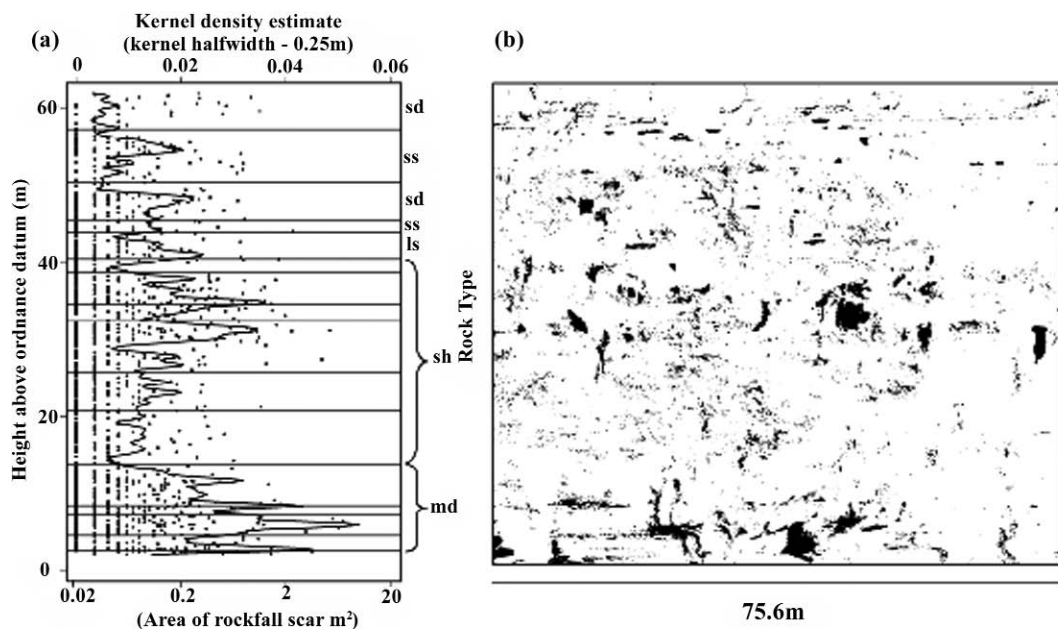 (a)
Kernel density estimate
(kernel halfwidth - 0.25m)
0 0.02 0.04 0.06
Height above ordnance datum (m)
60
40
20
0
sd
ss
sd
ss
ls
sh
md
Rock Type
0.02 0.2 2 20
(Area of rockfall scar m²)
(b)
75.6m